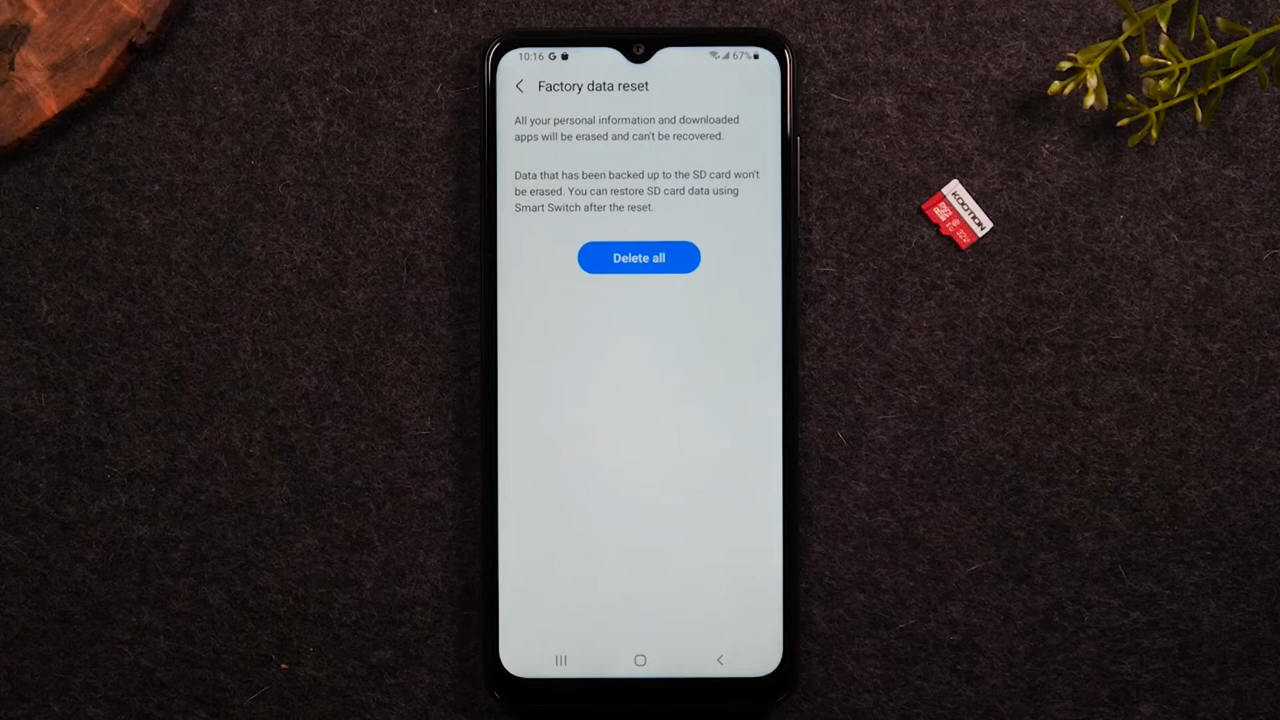 10:16 G 67%
Factory data reset
All your personal information and downloaded
apps will be erased and can't be recovered.
Data that has been backed up to the SD card won't
be erased. You can restore SD card data using
Smart Switch after the reset.
Delete all
KOOTION